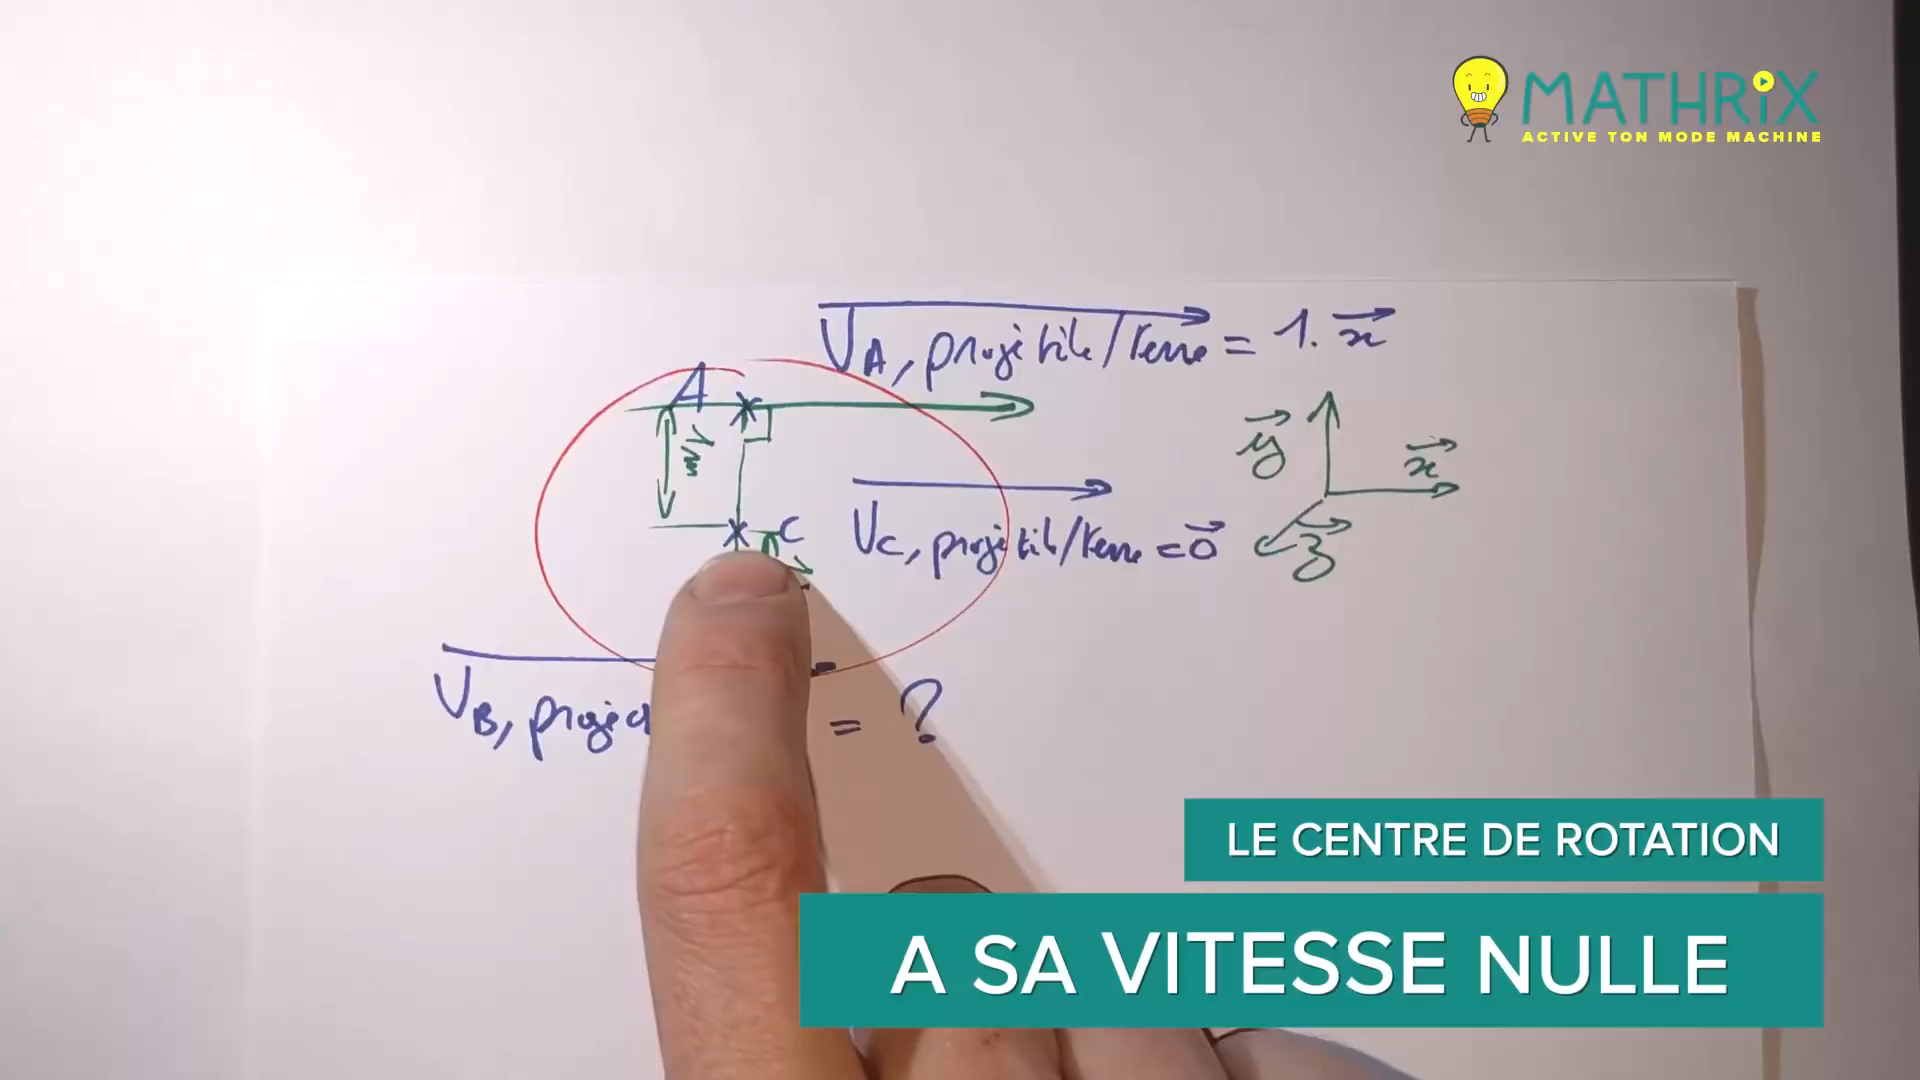 MATHRiX
ACTIVE TON MODE MACHINE
V_A, projectile/Terre = 1. x
A
y
x
C
V_C, projectile/Terre = 0
z
V_B, project
= ?
LE CENTRE DE ROTATION
A SA VITESSE NULLE